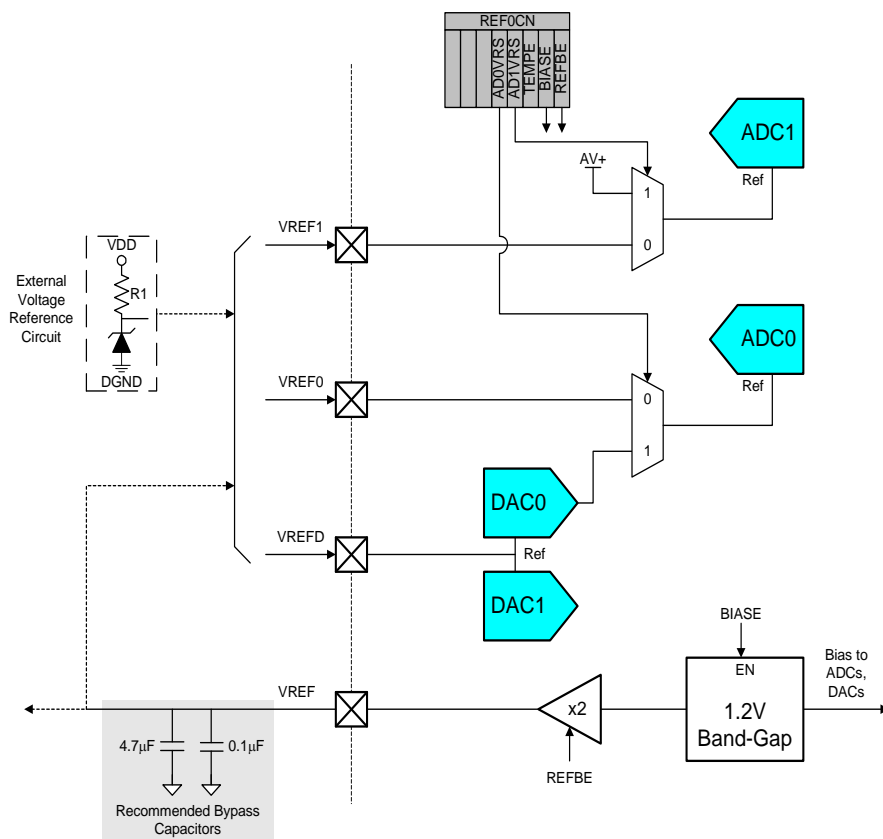 REF0CN
AD0VRS
AD1VRS
TEMPE
BIASE
REFBE
ADC1
Ref
AV+
1
0
VREF1
VDD
R1
DGND
External
Voltage
Reference
Circuit
ADC0
Ref
VREF0
0
1
DAC0
VREFD
Ref
DAC1
BIASE
EN
1.2V
Band-Gap
Bias to
ADCs,
DACs
VREF
x2
REFBE
4.7μF
0.1μF
Recommended Bypass
Capacitors